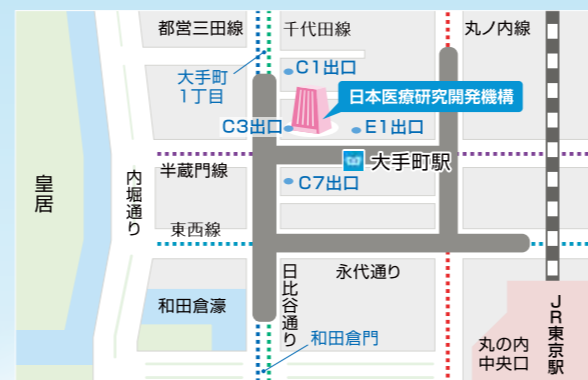 都営三田線
千代田線
丸ノ内線
大手町
1丁目
C1出口
日本医療研究開発機構
C3出口
E1出口
大手町駅
半蔵門線
C7出口
皇居
内堀通り
東西線
日比谷通り
永代通り
和田倉濠
和田倉門
丸の内
中央口
JR東京駅